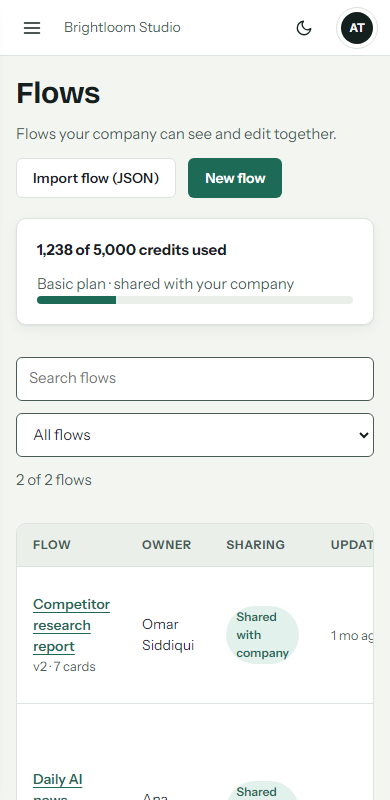 Brightloom Studio
AT
Flows
Flows your company can see and edit together.
Import flow (JSON)
New flow
1,238 of 5,000 credits used
Basic plan · shared with your company
Search flows
All flows
2 of 2 flows
FLOW OWNER SHARING
Competitor
research
report
v2 · 7 cards
Omar
Siddiqui
Shared
with
company
1 mo
Daily AI
Shared